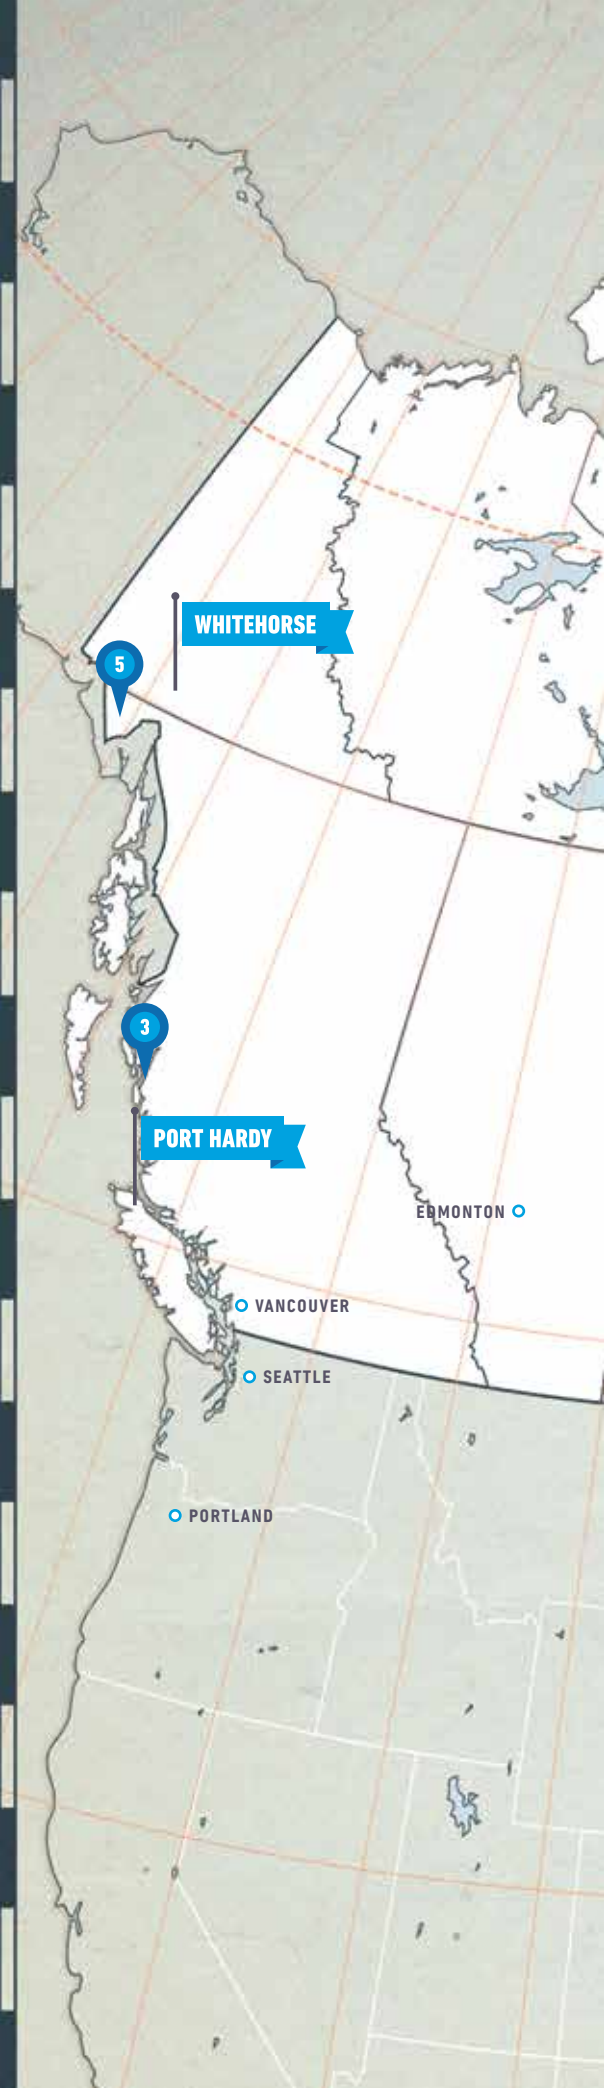 WHITEHORSE
5
3
PORT HARDY
EDMONTON
VANCOUVER
SEATTLE
PORTLAND